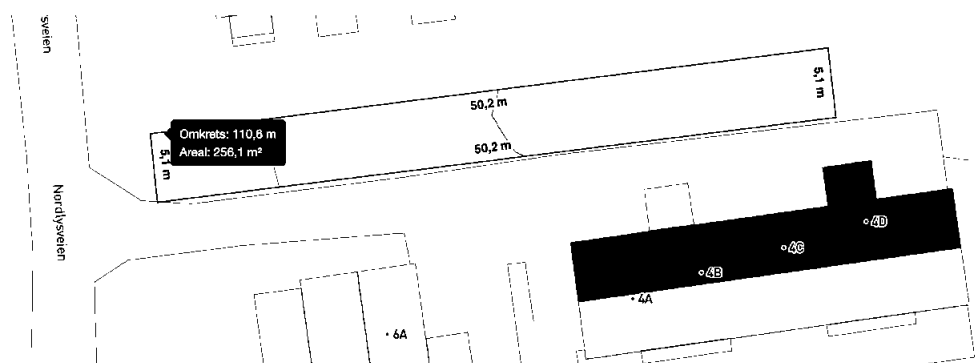 sveien
50,2 m
5,1 m
Omkrets: 110,6 m
Areal: 256,1 m²
5,1 m
50,2 m
Nordlysveien
4D
4C
4B
4A
6A